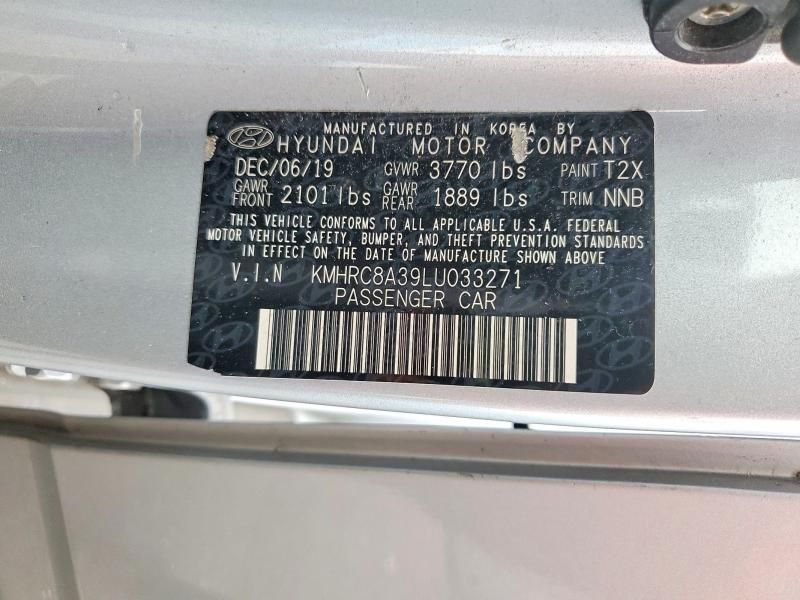 MANUFACTURED IN KOREA BY
HYUNDAI MOTOR COMPANY
DEC/06/19 GVWR 3770 lbs PAINT T2X
GAWR FRONT 2101 lbs GAWR REAR 1889 lbs TRIM NNB
THIS VEHICLE CONFORMS TO ALL APPLICABLE U.S.A. FEDERAL
MOTOR VEHICLE SAFETY, BUMPER, AND THEFT PREVENTION STANDARDS
IN EFFECT ON THE DATE OF MANUFACTURE SHOWN ABOVE
V.I.N KMHRC8A39LU033271
PASSENGER CAR